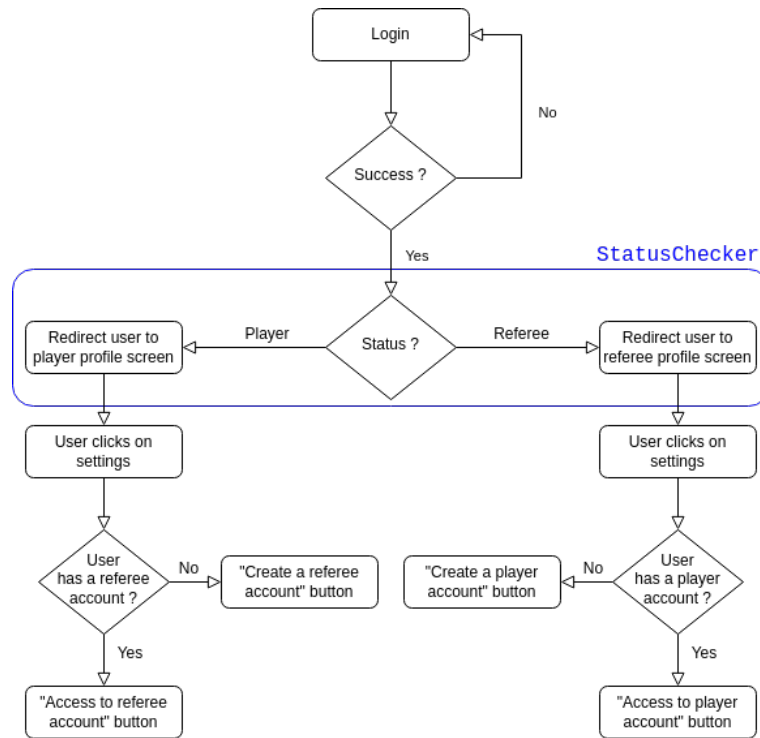 Login
No
Success ?
Yes
StatusChecker
Redirect user to
player profile screen
Player
Status ?
Referee
Redirect user to
referee profile screen
User clicks on
settings
User clicks on
settings
User
has a referee
account ?
No
"Create a referee
account" button
"Create a player
account" button
No
User
has a player
account ?
Yes
Yes
"Access to referee
account" button
"Access to player
account" button